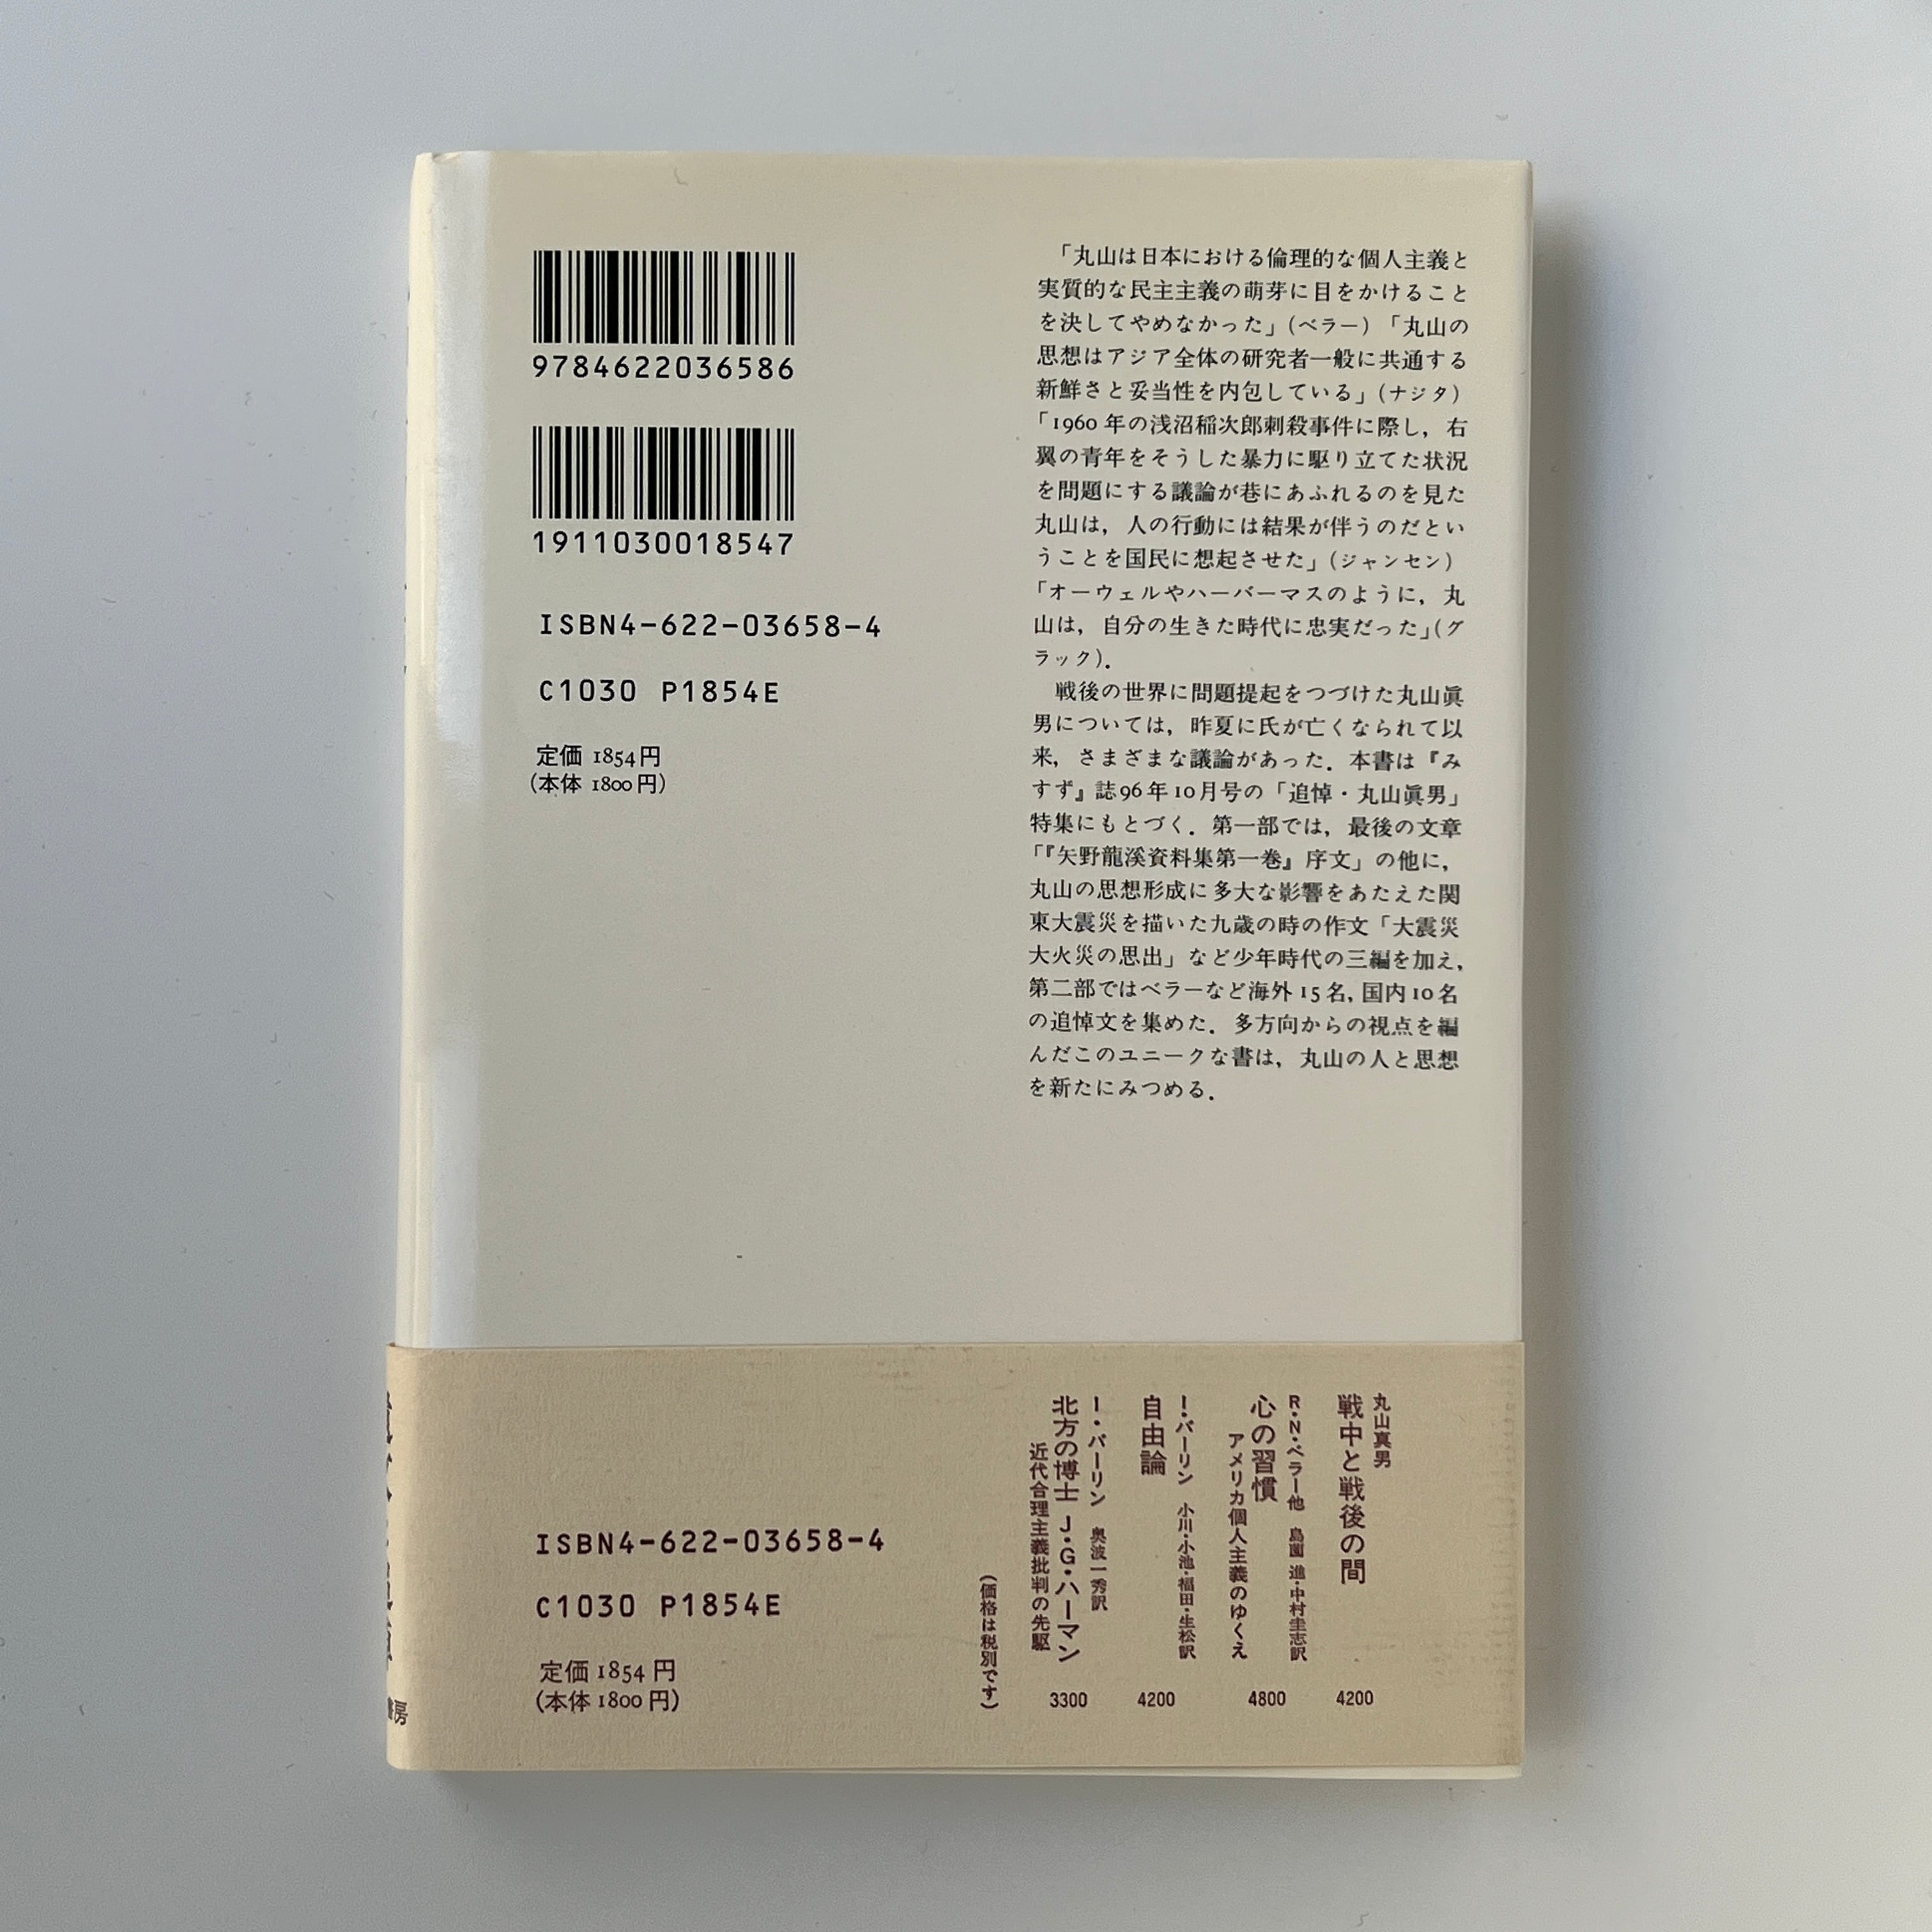 9784622036586
1911030018547
ISBN4-622-03658-4
C1030 P1854E
定価 1854円
(本体 1800円)
「丸山は日本における倫理的な個人主義と
実質的な民主主義の萌芽に目をかけること
を決してやめなかった」(ベラー)「丸山の
思想はアジア全体の研究者一般に共通する
新鮮さと妥当性を内包している」(ナジタ)
「1960年の浅沼稲次郎刺殺事件に際し，右
翼の青年をそうした暴力に駆り立てた状況
を問題にする議論が巷にあふれるのを見た
丸山は，人の行動には結果が伴うのだとい
うことを国民に想起させた」(ジャンセン)
「オーウェルやハーバーマスのように，丸
山は，自分の生きた時代に忠実だった」(グ
ラック)．
戦後の世界に問題提起をつづけた丸山眞
男については，昨夏に氏が亡くなられて以
来，さまざまな議論があった．本書は『み
すず』誌96年10月号の「追悼・丸山眞男」
特集にもとづく．第一部では，最後の文章
「『矢野龍溪資料集第一巻』序文」の他に，
丸山の思想形成に多大な影響をあたえた関
東大震災を描いた九歳の時の作文「大震災
大火災の思出」など少年時代の三編を加え，
第二部ではベラーなど海外15名，国内10名
の追悼文を集めた．多方向からの視点を編
んだこのユニークな書は，丸山の人と思想
を新たにみつめる．
丸山真男
戦中と戦後の間 4200
R・N・ベラー他 島薗 進・中村圭志訳
心の習慣 4800
アメリカ個人主義のゆくえ
I・バーリン 小川・小池・福田・生松訳
自由論 4200
I・バーリン 奥波一秀訳
北方の博士 J・G・ハーマン 3300
近代合理主義批判の先駆
(価格は税別です)
ISBN4-622-03658-4
C1030 P1854E
定価 1854円
(本体 1800円)
房